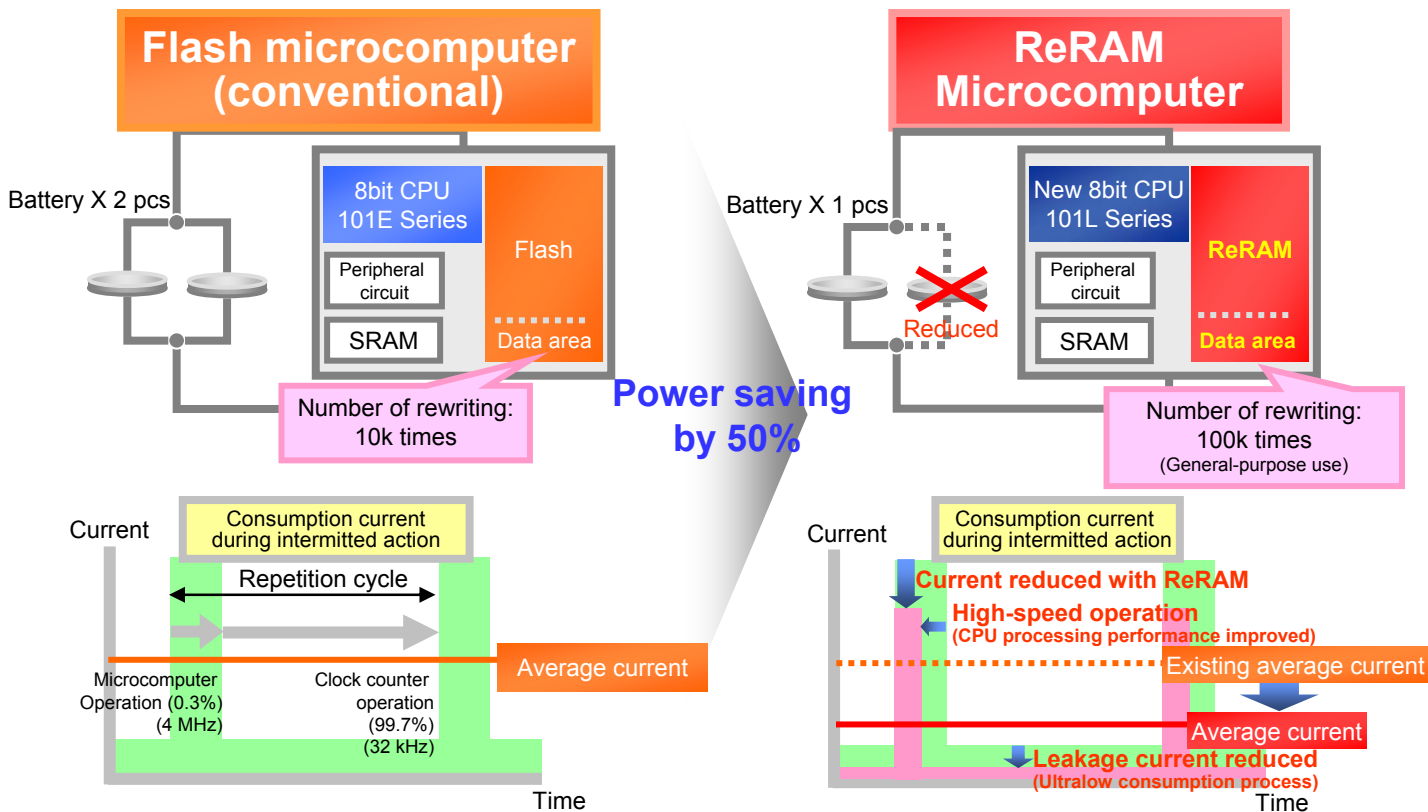 Flash microcomputer
(conventional)
Battery X 2 pcs
8bit CPU
101E Series
Flash
Peripheral
circuit
SRAM
Data area
Number of rewriting:
10k times
Power saving
by 50%
ReRAM
Microcomputer
Battery X 1 pcs
Reduced
New 8bit CPU
101L Series
ReRAM
Peripheral
circuit
SRAM
Data area
Number of rewriting:
100k times
(General-purpose use)
Current
Consumption current
during intermitted action
Repetition cycle
Average current
Microcomputer
Operation (0.3%)
(4 MHz)
Clock counter
operation
(99.7%)
(32 kHz)
Time
Current
Consumption current
during intermitted action
Current reduced with ReRAM
High-speed operation
(CPU processing performance improved)
Existing average current
Average current
Leakage current reduced
(Ultralow consumption process)
Time